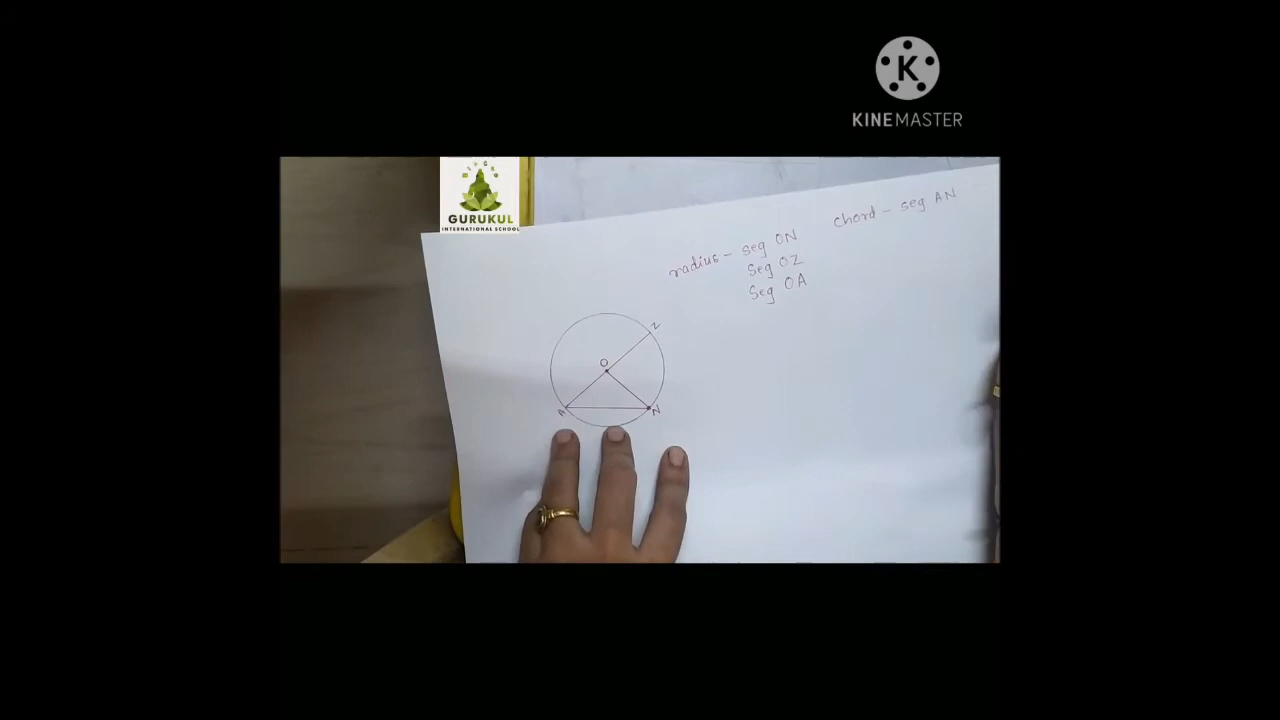 KINEMASTER
GURUKUL
INTERNATIONAL SCHOOL
radius - seg ON
seg OZ
seg OA
chord - seg AN
Z
O
A
N